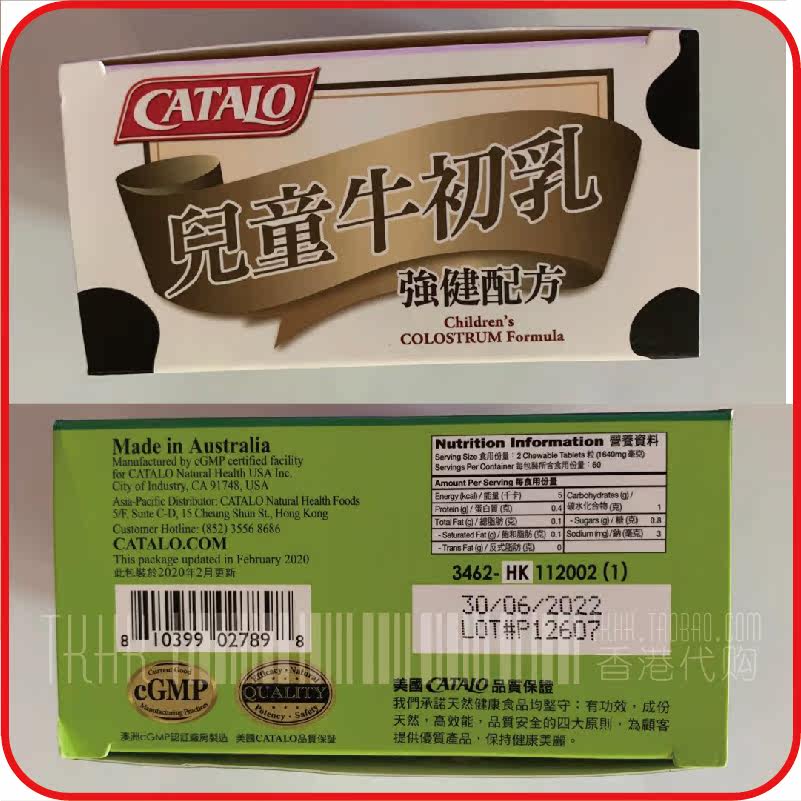 CATALO
兒童牛初乳
強健配方
Children's
COLOSTRUM Formula
Made in Australia
Manufactured by cGMP certified facility
for CATALO Natural Health USA Inc.
City of Industry, CA 91748, USA
Asia-Pacific Distributor: CATALO Natural Health Foods
5/F, Suite C-D, 15 Cheung Shun St., Hong Kong
Customer Hotline: (852) 3556 8686
CATALO.COM
This package updated in February 2020
此包裝於2020年2月更新
8 10399 02789 8
Current Good
cGMP
Manufacturing Practices
Efficacy • Natural
QUALITY
Potency • Safety
澳洲cGMP認証廠房製造 美國CATALO品質保証
Nutrition Information 營養資料
Serving Size 食用份量：2 Chewable Tablets 粒 (1640mg 毫克)
Servings Per Container 每包裝所含食用份量：60
Amount Per Serving 每食用份量
Energy (kcal) / 能量 (千卡) 5
Protein (g) / 蛋白質 (克) 0.4
Total Fat (g) / 總脂肪 (克) 0.1
- Saturated Fat (g) / 飽和脂肪 (克) 0.1
- Trans Fat (g) / 反式脂肪 (克) 0
Carbohydrates (g) /
碳水化合物 (克) 1
- Sugars (g) / 糖 (克) 0.8
Sodium (mg) / 鈉 (毫克) 3
3462- HK 112002 (1)
30/06/2022
LOT#P12607
美國 CATALO 品質保證
我們承諾天然健康食品均堅守：有功效，成份
天然，高效能，品質安全的四大原則，為顧客
提供優質產品，保持健康美麗。
TKHK
TKHK.TAOBAO.COM
香港代购